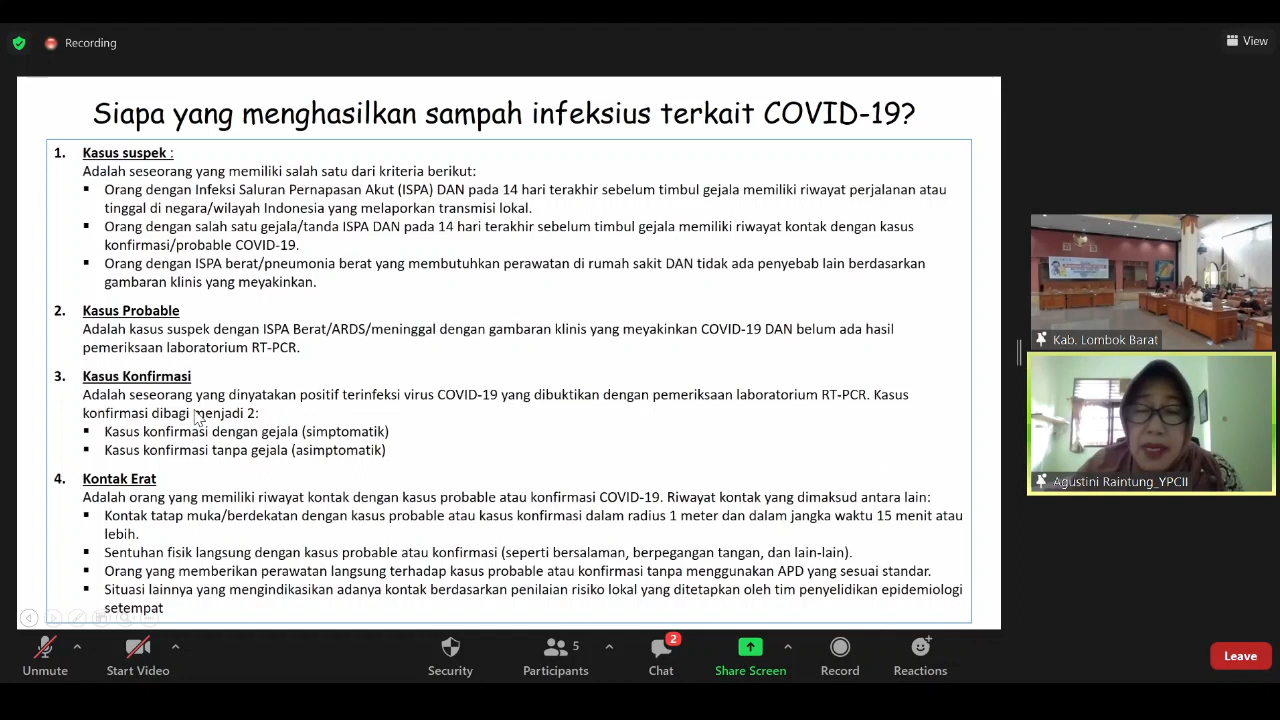 Recording
View
Siapa yang menghasilkan sampah infeksius terkait COVID-19?
1. Kasus suspek :
Adalah seseorang yang memiliki salah satu dari kriteria berikut:
▪ Orang dengan Infeksi Saluran Pernapasan Akut (ISPA) DAN pada 14 hari terakhir sebelum timbul gejala memiliki riwayat perjalanan atau
tinggal di negara/wilayah Indonesia yang melaporkan transmisi lokal.
▪ Orang dengan salah satu gejala/tanda ISPA DAN pada 14 hari terakhir sebelum timbul gejala memiliki riwayat kontak dengan kasus
konfirmasi/probable COVID-19.
▪ Orang dengan ISPA berat/pneumonia berat yang membutuhkan perawatan di rumah sakit DAN tidak ada penyebab lain berdasarkan
gambaran klinis yang meyakinkan.
2. Kasus Probable
Adalah kasus suspek dengan ISPA Berat/ARDS/meninggal dengan gambaran klinis yang meyakinkan COVID-19 DAN belum ada hasil
pemeriksaan laboratorium RT-PCR.
3. Kasus Konfirmasi
Adalah seseorang yang dinyatakan positif terinfeksi virus COVID-19 yang dibuktikan dengan pemeriksaan laboratorium RT-PCR. Kasus
konfirmasi dibagi menjadi 2:
▪ Kasus konfirmasi dengan gejala (simptomatik)
▪ Kasus konfirmasi tanpa gejala (asimptomatik)
4. Kontak Erat
Adalah orang yang memiliki riwayat kontak dengan kasus probable atau konfirmasi COVID-19. Riwayat kontak yang dimaksud antara lain:
▪ Kontak tatap muka/berdekatan dengan kasus probable atau kasus konfirmasi dalam radius 1 meter dan dalam jangka waktu 15 menit atau
lebih.
▪ Sentuhan fisik langsung dengan kasus probable atau konfirmasi (seperti bersalaman, berpegangan tangan, dan lain-lain).
▪ Orang yang memberikan perawatan langsung terhadap kasus probable atau konfirmasi tanpa menggunakan APD yang sesuai standar.
▪ Situasi lainnya yang mengindikasikan adanya kontak berdasarkan penilaian risiko lokal yang ditetapkan oleh tim penyelidikan epidemiologi
setempat
Kab. Lombok Barat
Agustini Raintung_YPCII
Unmute
Start Video
Security
Participants 5
Chat 2
Share Screen
Record
Reactions
Leave